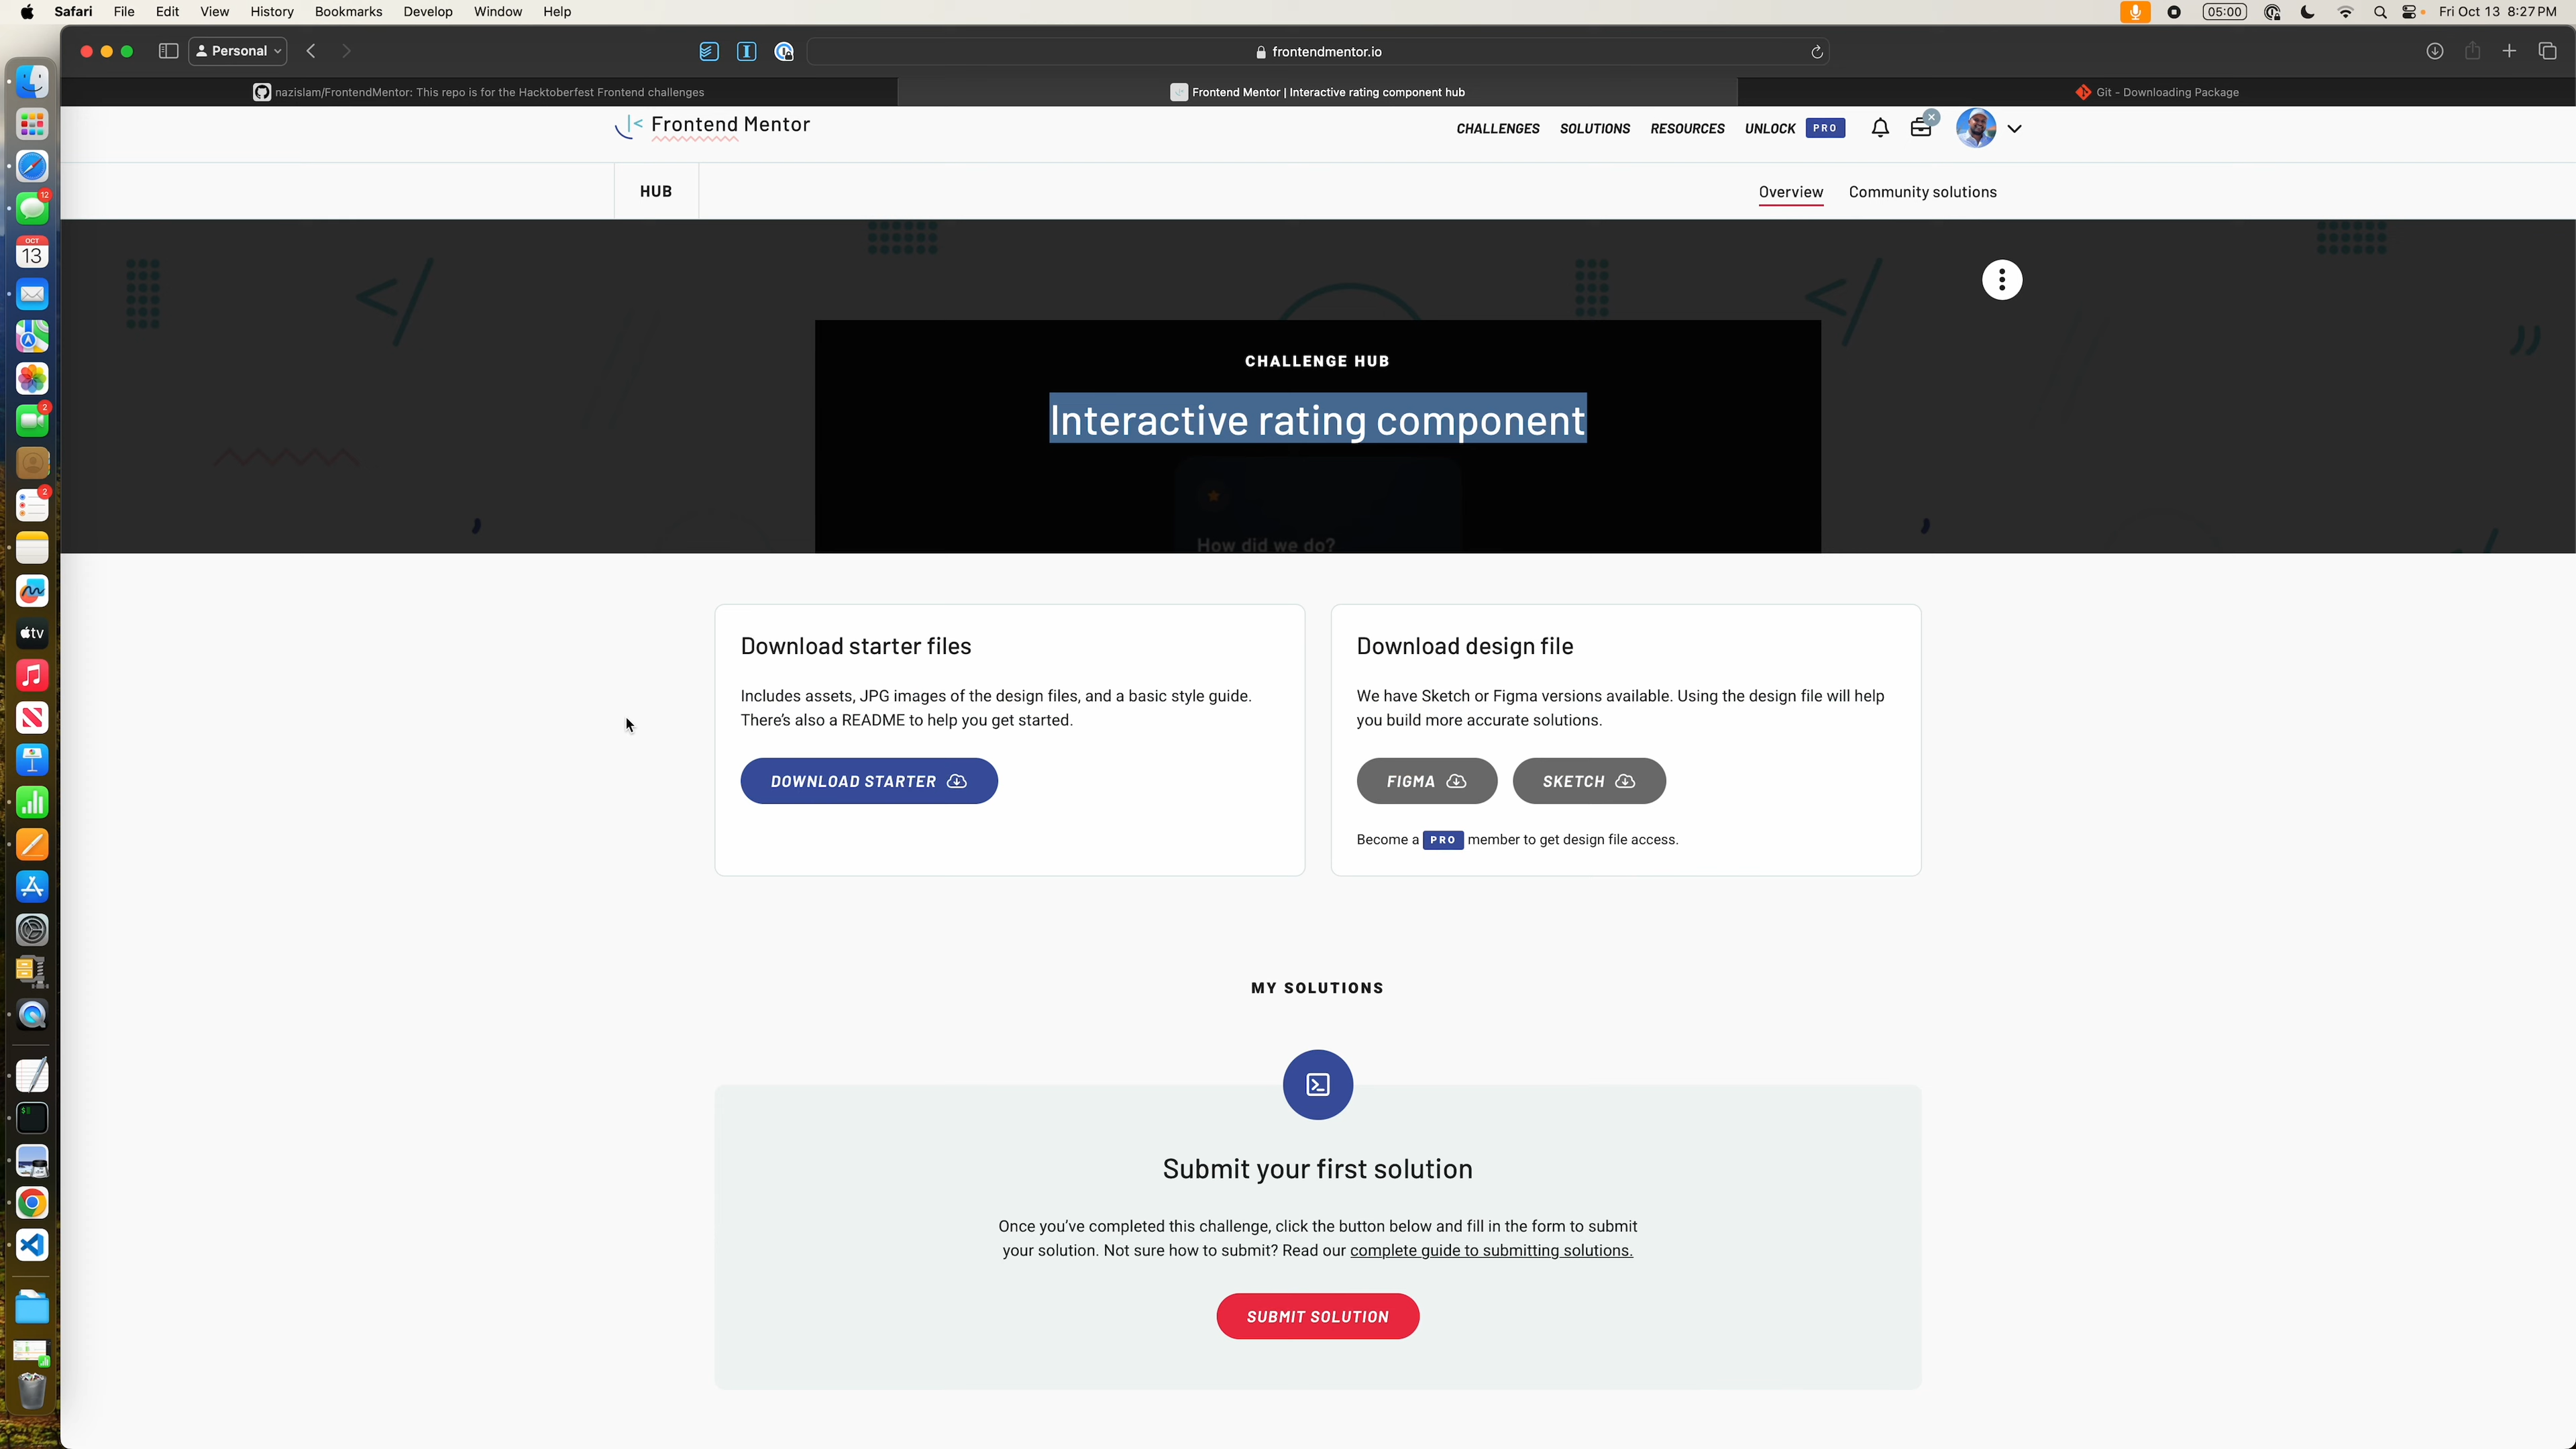 Safari File Edit View History Bookmarks Develop Window Help
05:00
Fri Oct 13 8:27 PM
Personal
frontendmentor.io
nazislam/FrontendMentor: This repo is for the Hacktoberfest Frontend challenges
Frontend Mentor | Interactive rating component hub
Git - Downloading Package
Frontend Mentor
CHALLENGES SOLUTIONS RESOURCES UNLOCK PRO
HUB
Overview Community solutions
CHALLENGE HUB
Interactive rating component
How did we do?
Download starter files
Includes assets, JPG images of the design files, and a basic style guide.
There's also a README to help you get started.
DOWNLOAD STARTER
Download design file
We have Sketch or Figma versions available. Using the design file will help
you build more accurate solutions.
FIGMA SKETCH
Become a PRO member to get design file access.
MY SOLUTIONS
Submit your first solution
Once you've completed this challenge, click the button below and fill in the form to submit
your solution. Not sure how to submit? Read our complete guide to submitting solutions.
SUBMIT SOLUTION
12
OCT
13
2
2
tv